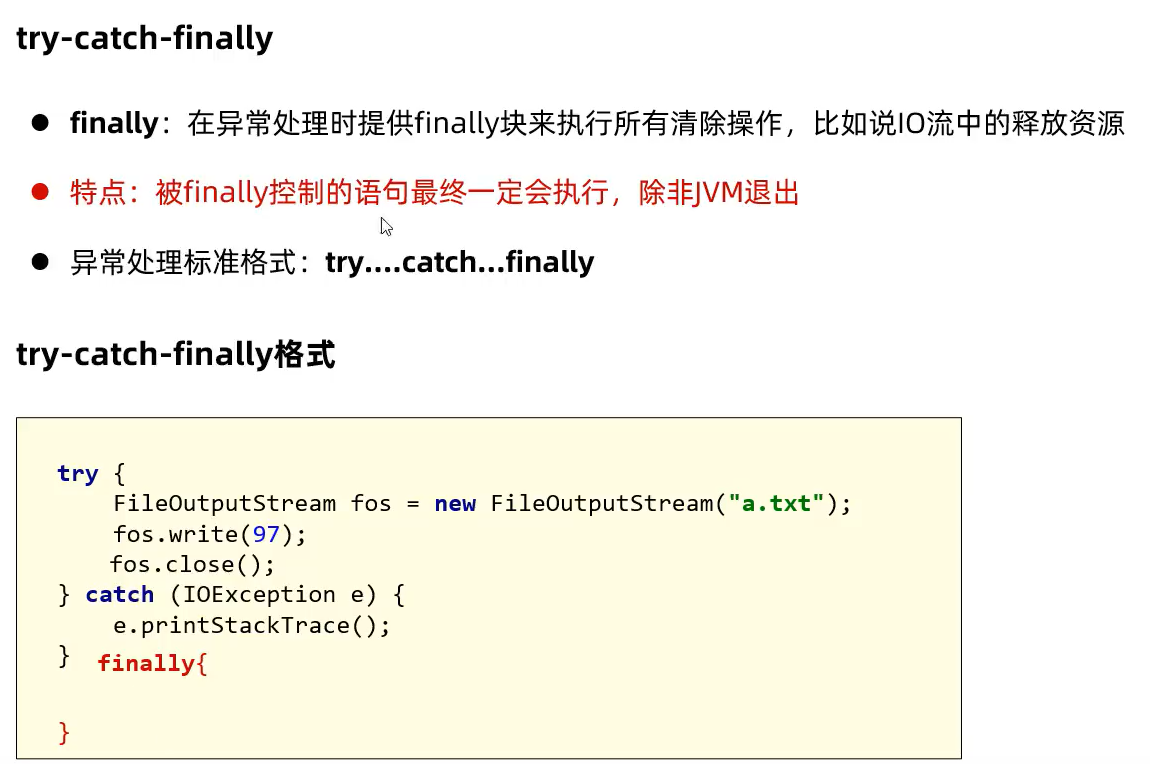 try-catch-finally
● finally：在异常处理时提供finally块来执行所有清除操作，比如说IO流中的释放资源
● 特点：被finally控制的语句最终一定会执行，除非JVM退出
● 异常处理标准格式：try....catch...finally
try-catch-finally格式
try {
    FileOutputStream fos = new FileOutputStream("a.txt");
    fos.write(97);
    fos.close();
} catch (IOException e) {
    e.printStackTrace();
} finally{
}